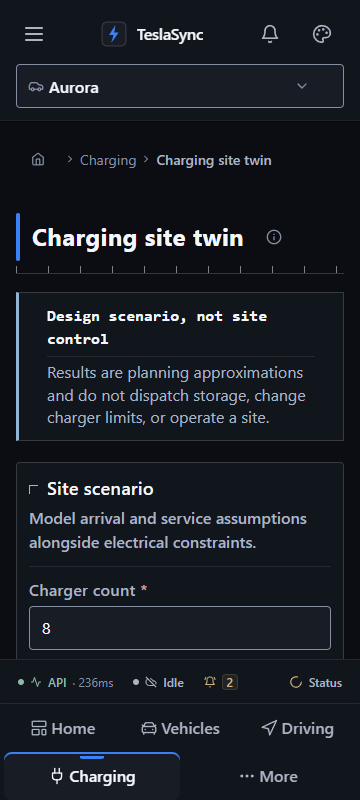 TeslaSync
Aurora
Charging
Charging site twin
Charging site twin
Design scenario, not site
control
Results are planning approximations
and do not dispatch storage, change
charger limits, or operate a site.
Site scenario
Model arrival and service assumptions
alongside electrical constraints.
Charger count *
8
API · 236ms
Idle
2
Status
Home
Vehicles
Driving
Charging
More